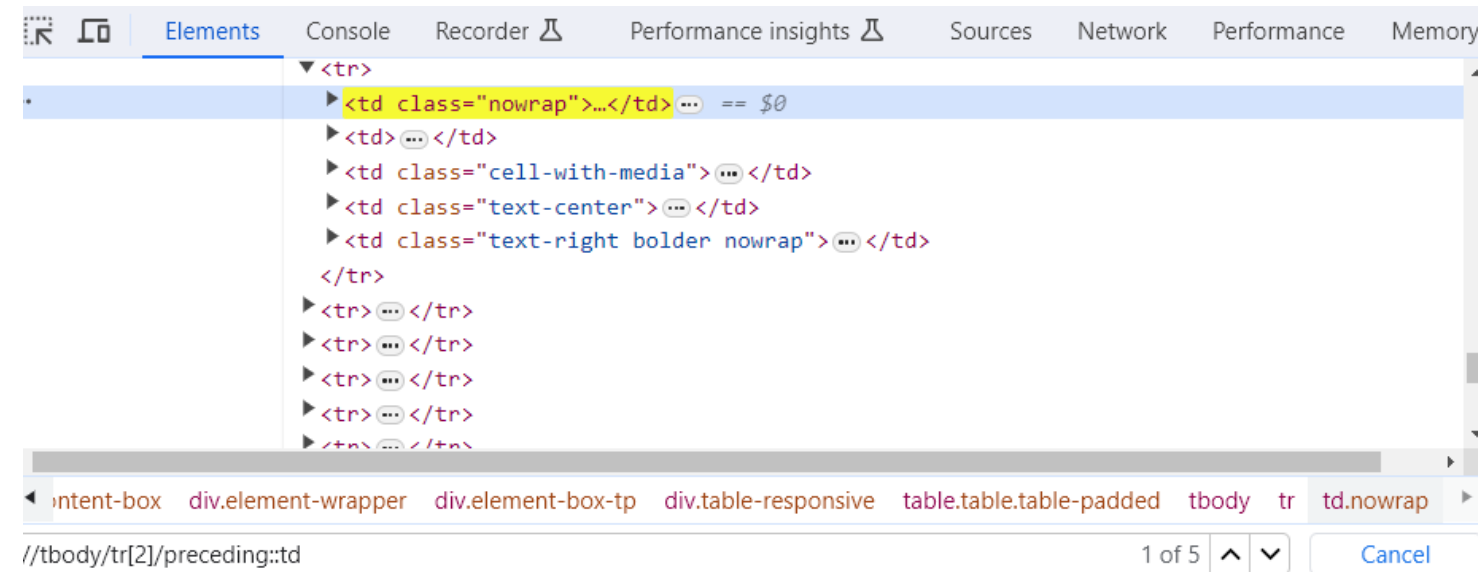 Elements Console Recorder Performance insights Sources Network Performance Memory
<tr>
<td class="nowrap">…</td> ··· == $0
<td>···</td>
<td class="cell-with-media">···</td>
<td class="text-center">···</td>
<td class="text-right bolder nowrap">···</td>
</tr>
<tr>···</tr>
<tr>···</tr>
<tr>···</tr>
<tr>···</tr>
<tr>···</tr>
ontent-box div.element-wrapper div.element-box-tp div.table-responsive table.table.table-padded tbody tr td.nowrap
//tbody/tr[2]/preceding::td 1 of 5 Cancel